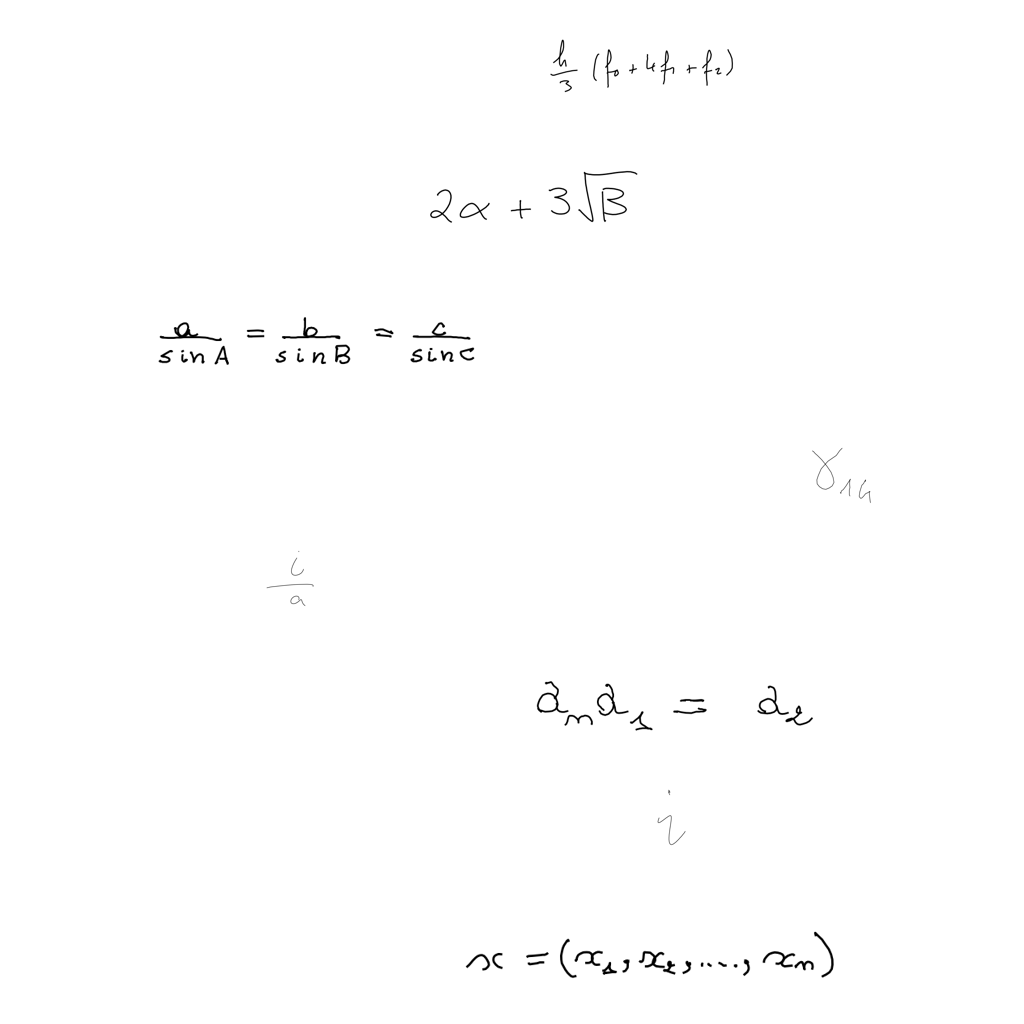 \frac{h}{3} (f_0 + 4f_1 + f_2)
2\alpha + 3\sqrt{B}
\frac{a}{\sin A} = \frac{b}{\sin B} = \frac{c}{\sin C}
\gamma_{14}
\frac{i}{a}
a_n a_1 = a_2
i
x = (x_1, x_2, ..., x_n)